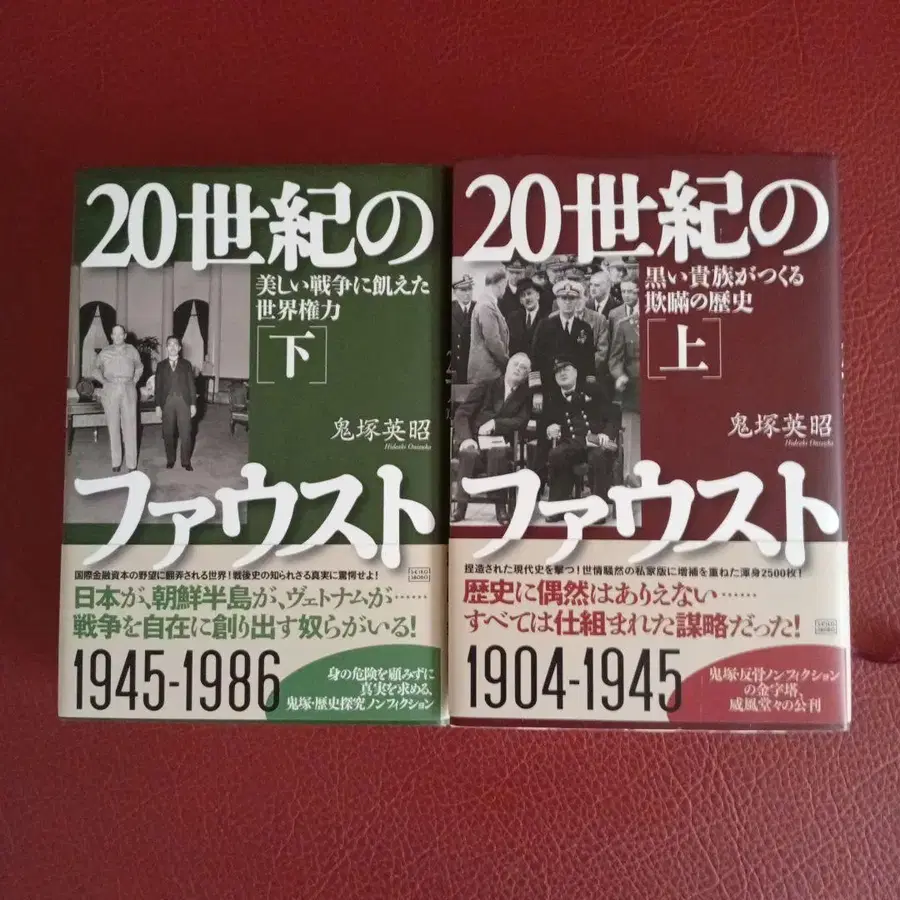 20世紀の
美しい戦争に飢えた
世界権力
[下]
鬼塚英昭
Hideaki Onizuka
ファウスト
国際金融資本の野望に翻弄される世界!戦後史の知られざる真実に驚愕せよ!
日本が、朝鮮半島が、ヴェトナムが……
戦争を自在に創り出す奴らがいる!
1945-1986
身の危険を顧みずに
真実を求める、
鬼塚・歴史探究ノンフィクション
20世紀の
黒い貴族がつくる
欺瞞の歴史
[上]
鬼塚英昭
Hideaki Onizuka
ファウスト
捏造された現代史を撃つ!世情騒然の私家版に増補を重ねた渾身2500枚!
歴史に偶然はありえない……
すべては仕組まれた謀略だった!
1904-1945
鬼塚・反骨ノンフィクション
の金字塔、
威風堂々の公刊